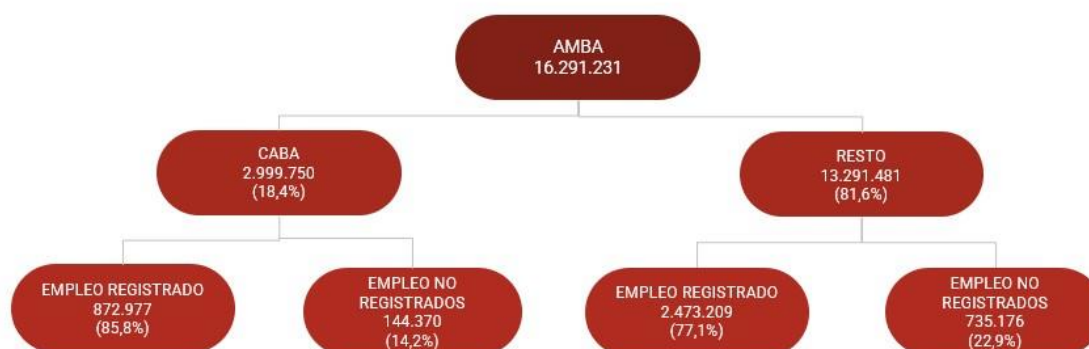 AMBA
16.291.231
CABA
2.999.750
(18,4%)
RESTO
13.291.481
(81,6%)
EMPLEO REGISTRADO
872.977
(85,8%)
EMPLEO NO
REGISTRADOS
144.370
(14,2%)
EMPLEO REGISTRADO
2.473.209
(77,1%)
EMPLEO NO
REGISTRADOS
735.176
(22,9%)